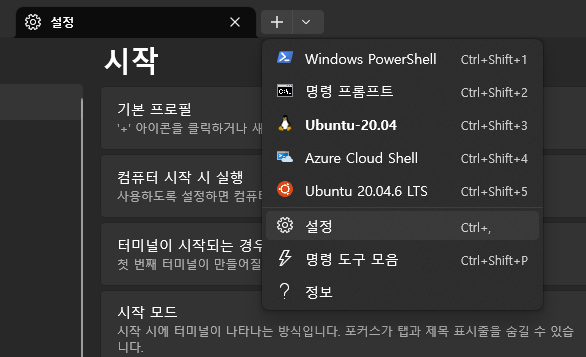 설정
시작
Windows PowerShell Ctrl+Shift+1
명령 프롬프트 Ctrl+Shift+2
Ubuntu-20.04 Ctrl+Shift+3
Azure Cloud Shell Ctrl+Shift+4
Ubuntu 20.04.6 LTS Ctrl+Shift+5
설정 Ctrl+,
명령 도구 모음 Ctrl+Shift+P
정보
기본 프로필
'+' 아이콘을 클릭하거나 새
컴퓨터 시작 시 실행
사용하도록 설정하면 컴퓨터
터미널이 시작되는 경우
첫 번째 터미널이 만들어질
시작 모드
시작 시에 터미널이 나타나는 방식입니다. 포커스가 탭과 제목 표시줄을 숨길 수 있습
니다.